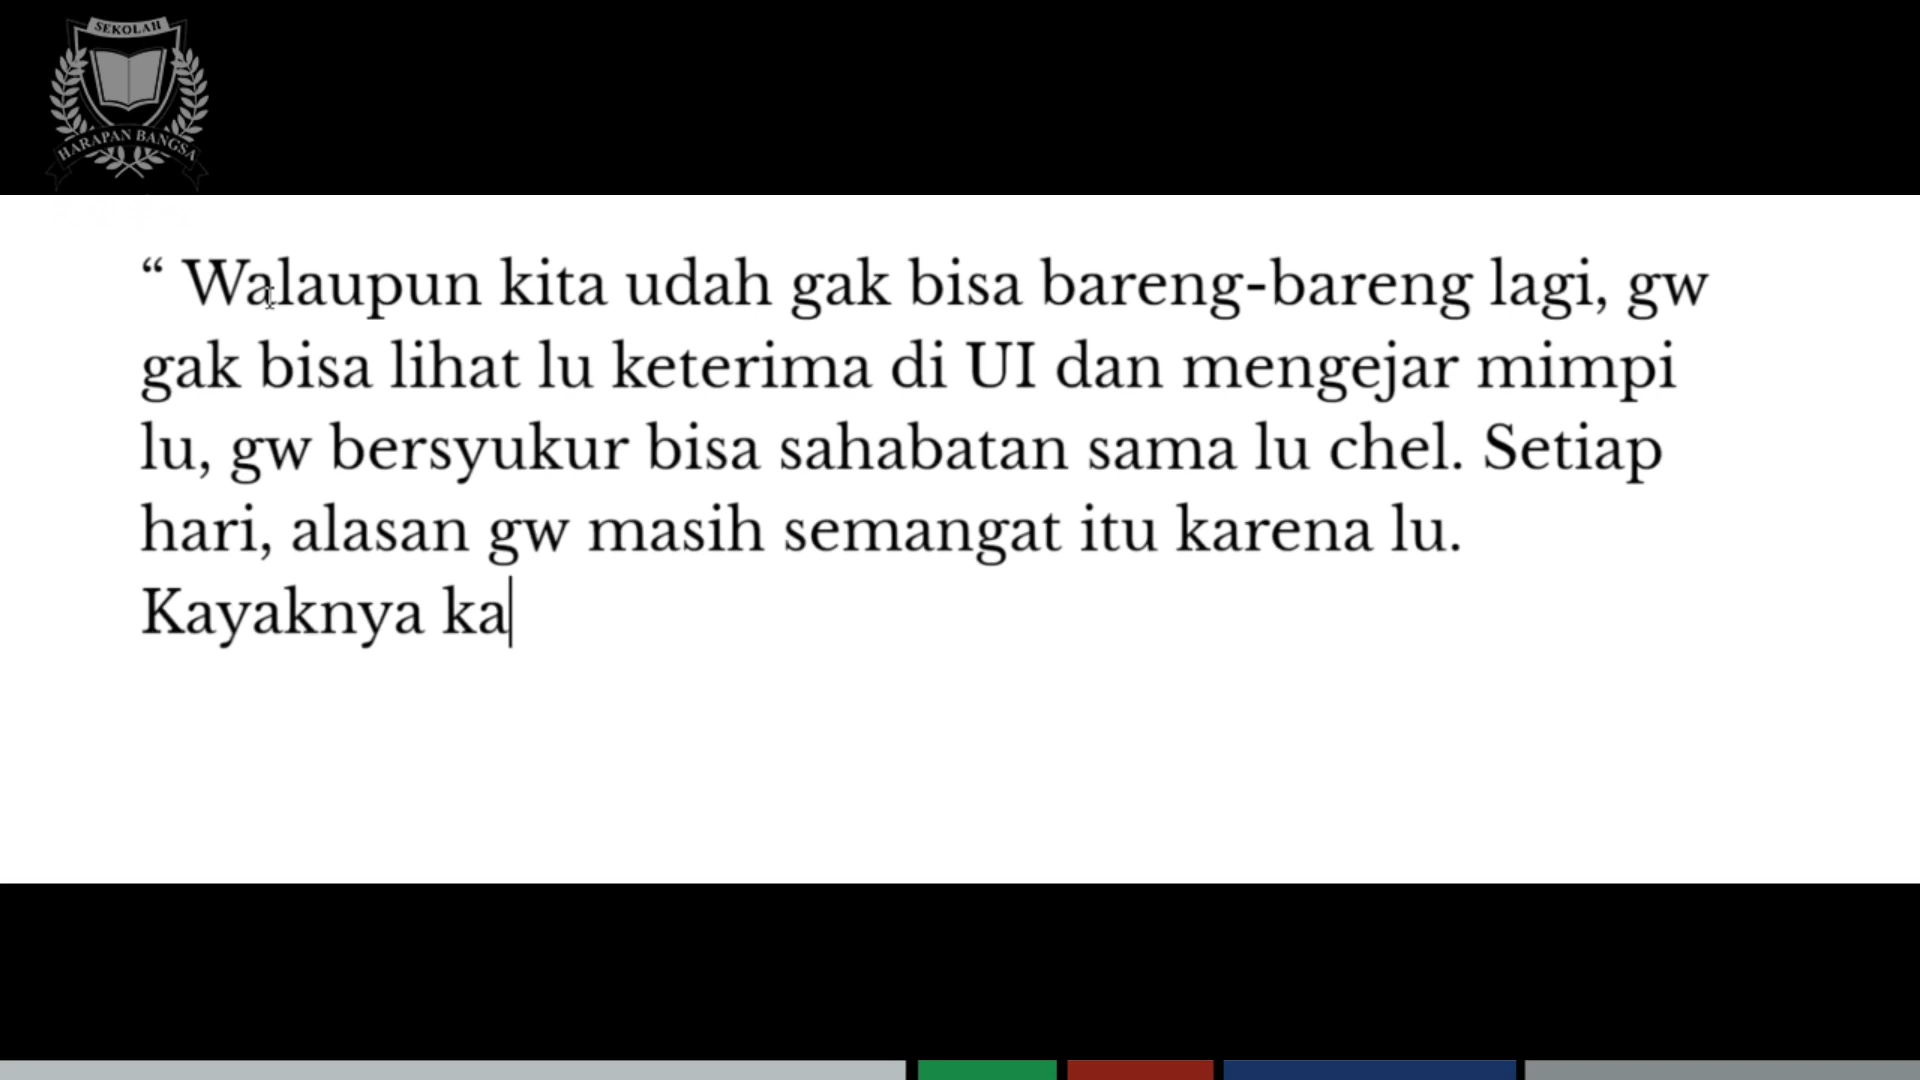 SEKOLAH
HARAPAN BANGSA
“ Walaupun kita udah gak bisa bareng-bareng lagi, gw
gak bisa lihat lu keterima di UI dan mengejar mimpi
lu, gw bersyukur bisa sahabatan sama lu chel. Setiap
hari, alasan gw masih semangat itu karena lu.
Kayaknya ka